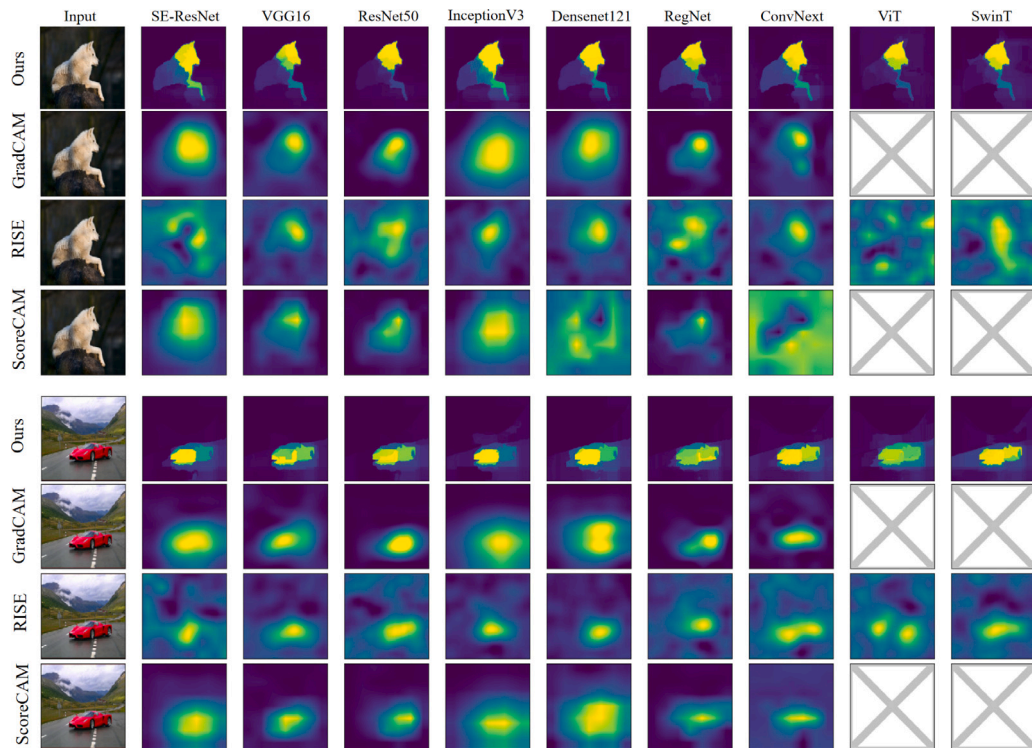 Input SE-ResNet VGG16 ResNet50 InceptionV3 Densenet121 RegNet ConvNext ViT SwinT
Ours
GradCAM
RISE
ScoreCAM
Ours
GradCAM
RISE
ScoreCAM